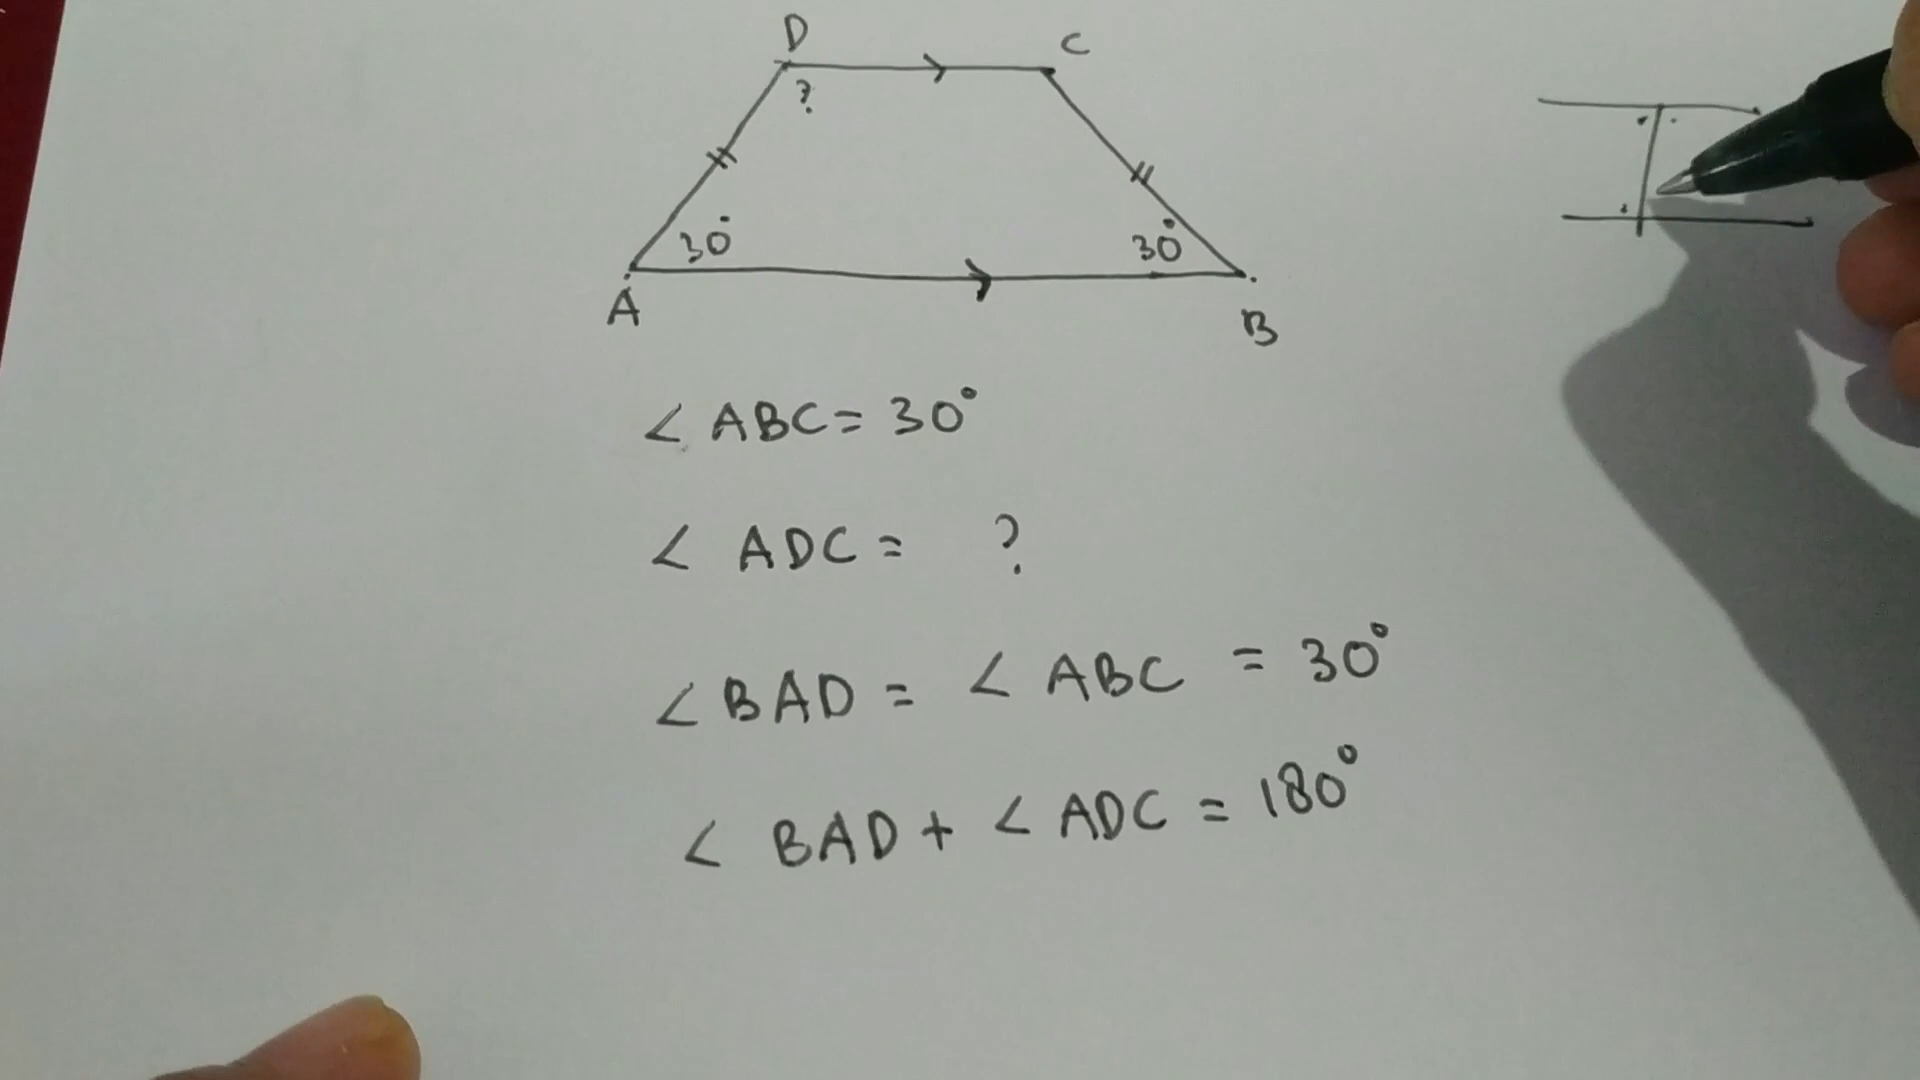 D
C
?
30°
30°
A
B
∠ ABC = 30°
∠ ADC = ?
∠ BAD = ∠ ABC = 30°
∠ BAD + ∠ ADC = 180°